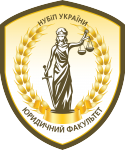 НУБІП УКРАЇНИ
ЮРИДИЧНИЙ ФАКУЛЬТЕТ